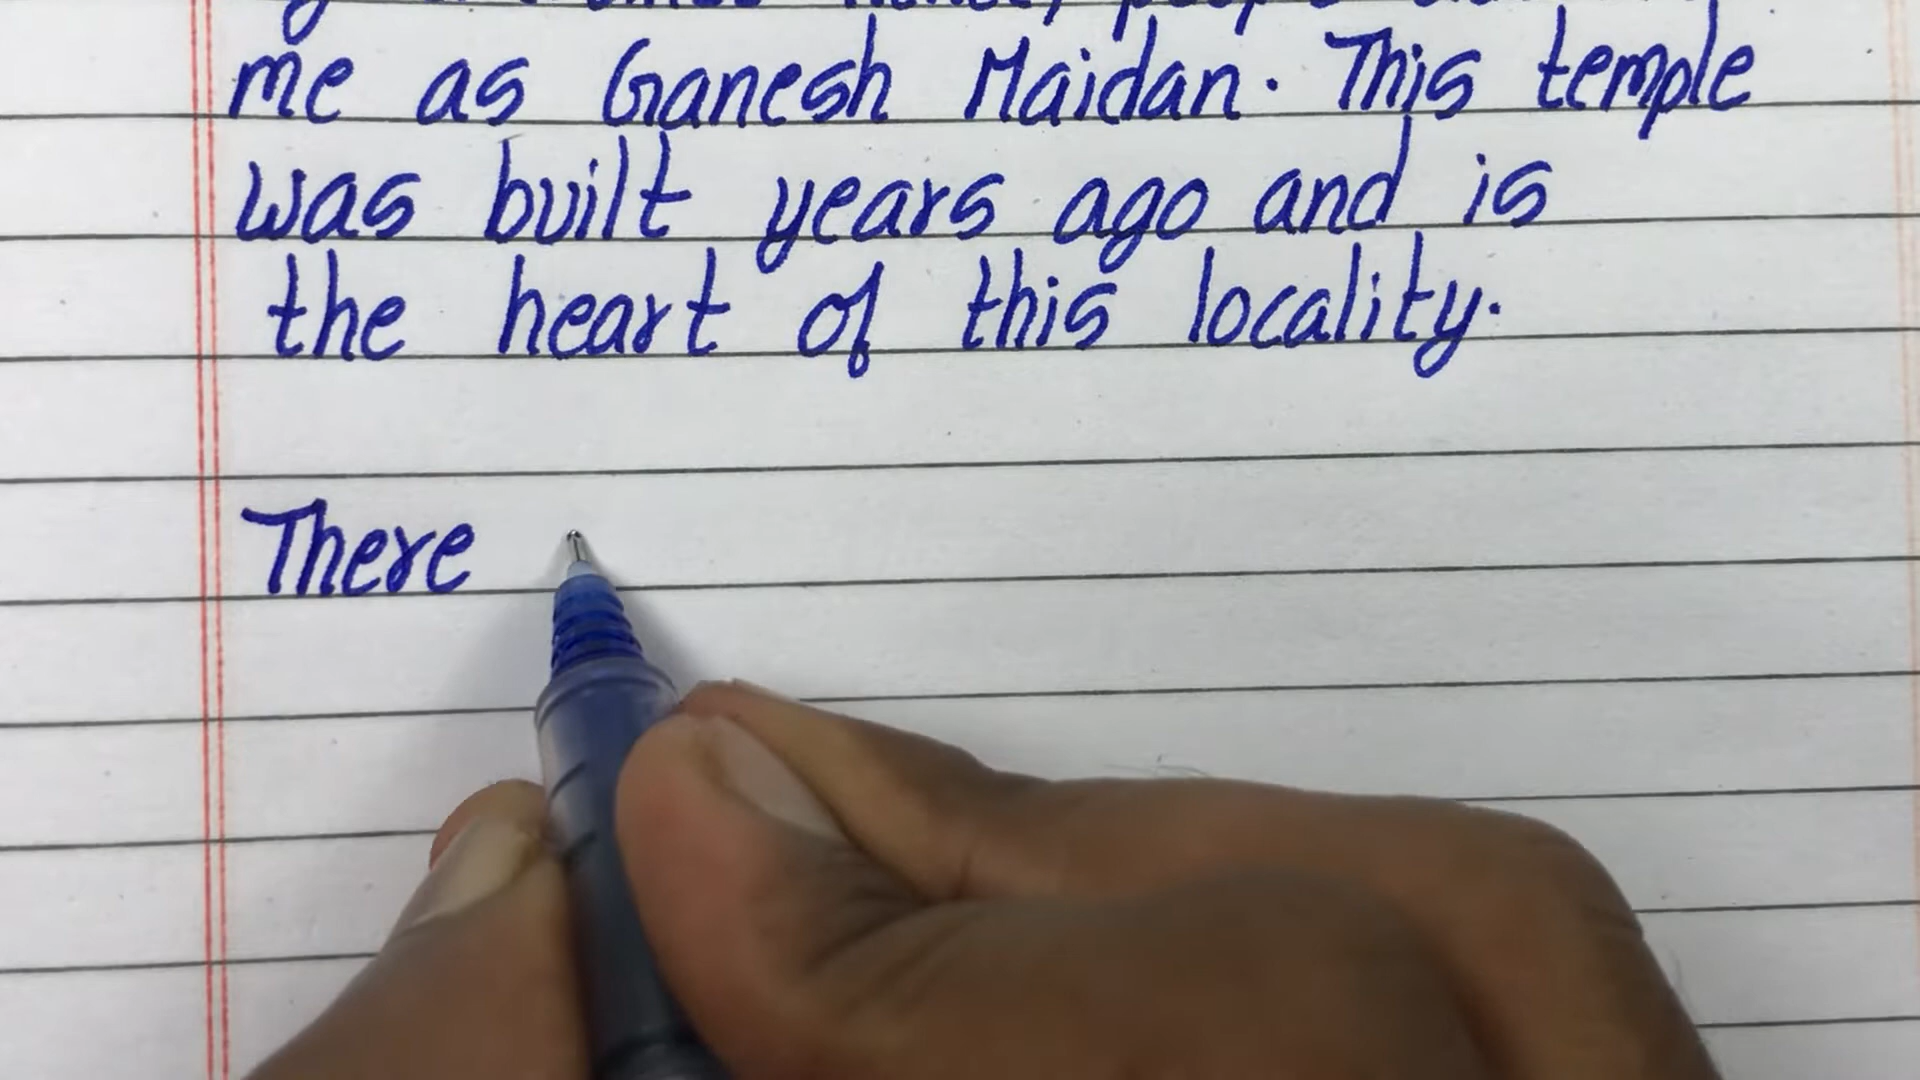 me as Ganesh Maidan. This temple
was built years ago and is
the heart of this locality.
There